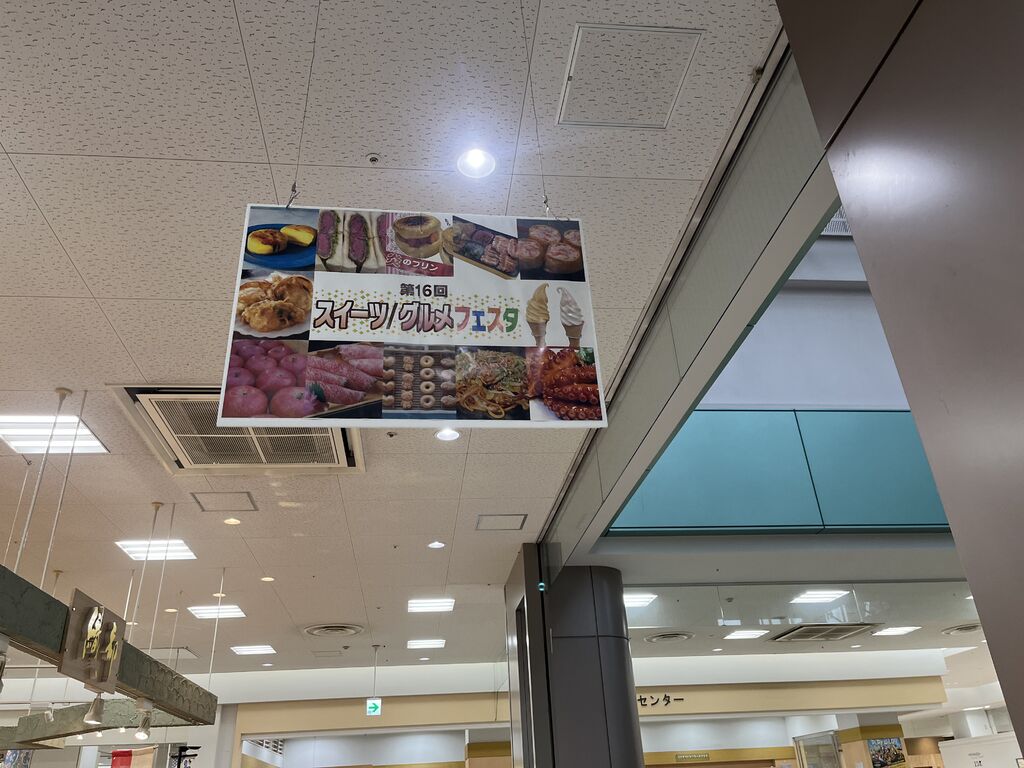 のプリン
第16回
スイーツ/グルメフェスタ
センター